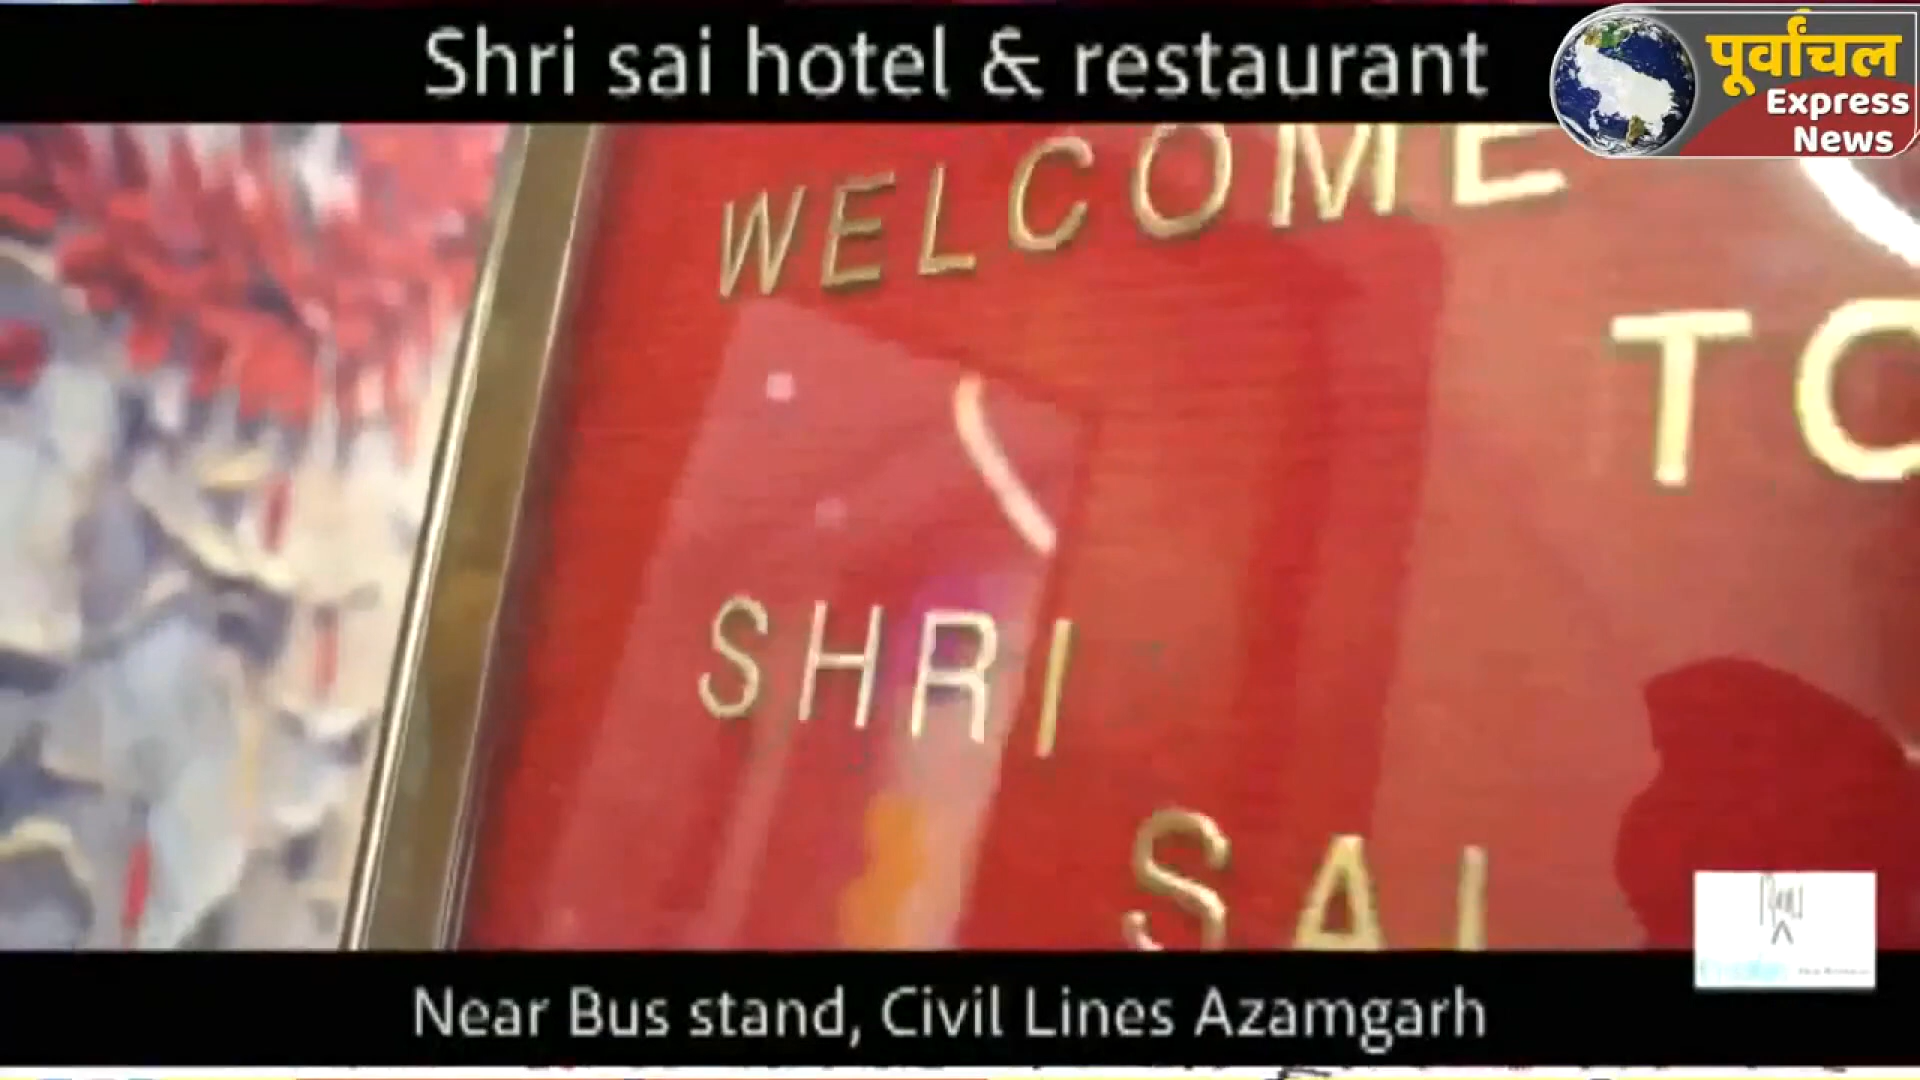 Shri sai hotel & restaurant
पूर्वांचल
Express
News
WELCOME
TO
SHRI
SAI
Near Bus stand, Civil Lines Azamgarh